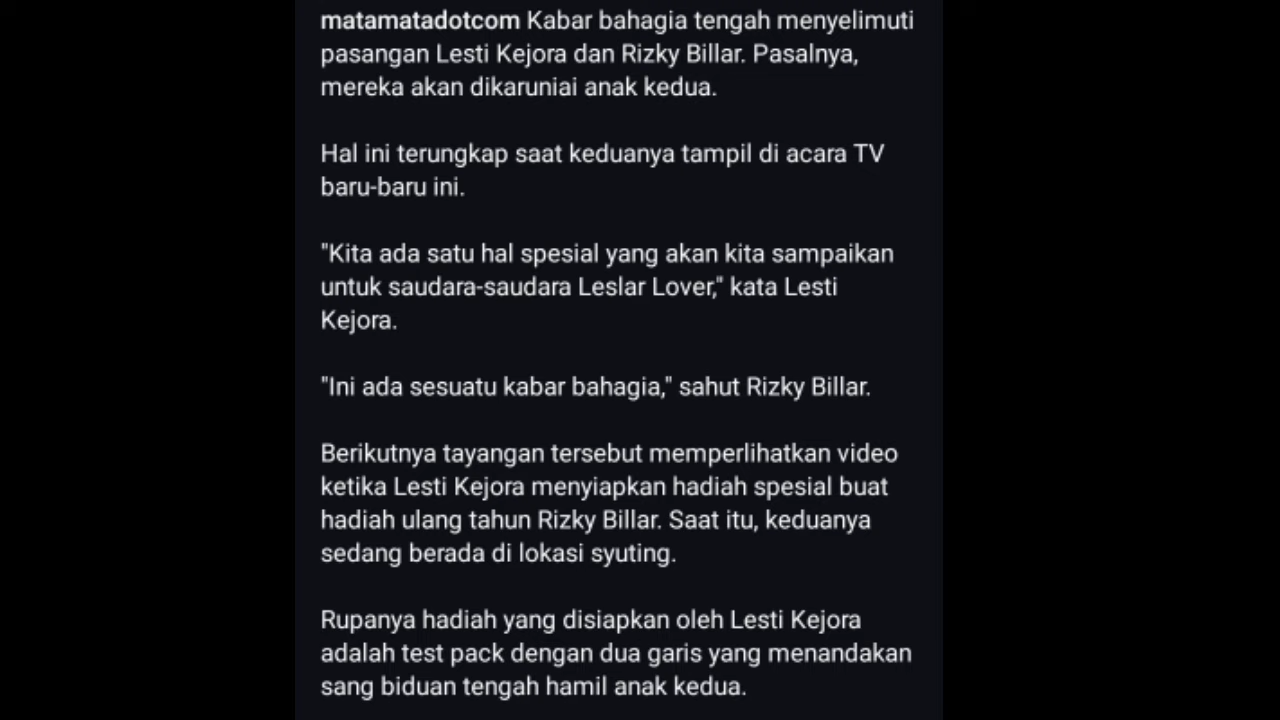 matamatadotcom Kabar bahagia tengah menyelimuti
pasangan Lesti Kejora dan Rizky Billar. Pasalnya,
mereka akan dikaruniai anak kedua.
Hal ini terungkap saat keduanya tampil di acara TV
baru-baru ini.
"Kita ada satu hal spesial yang akan kita sampaikan
untuk saudara-saudara Leslar Lover," kata Lesti
Kejora.
"Ini ada sesuatu kabar bahagia," sahut Rizky Billar.
Berikutnya tayangan tersebut memperlihatkan video
ketika Lesti Kejora menyiapkan hadiah spesial buat
hadiah ulang tahun Rizky Billar. Saat itu, keduanya
sedang berada di lokasi syuting.
Rupanya hadiah yang disiapkan oleh Lesti Kejora
adalah test pack dengan dua garis yang menandakan
sang biduan tengah hamil anak kedua.